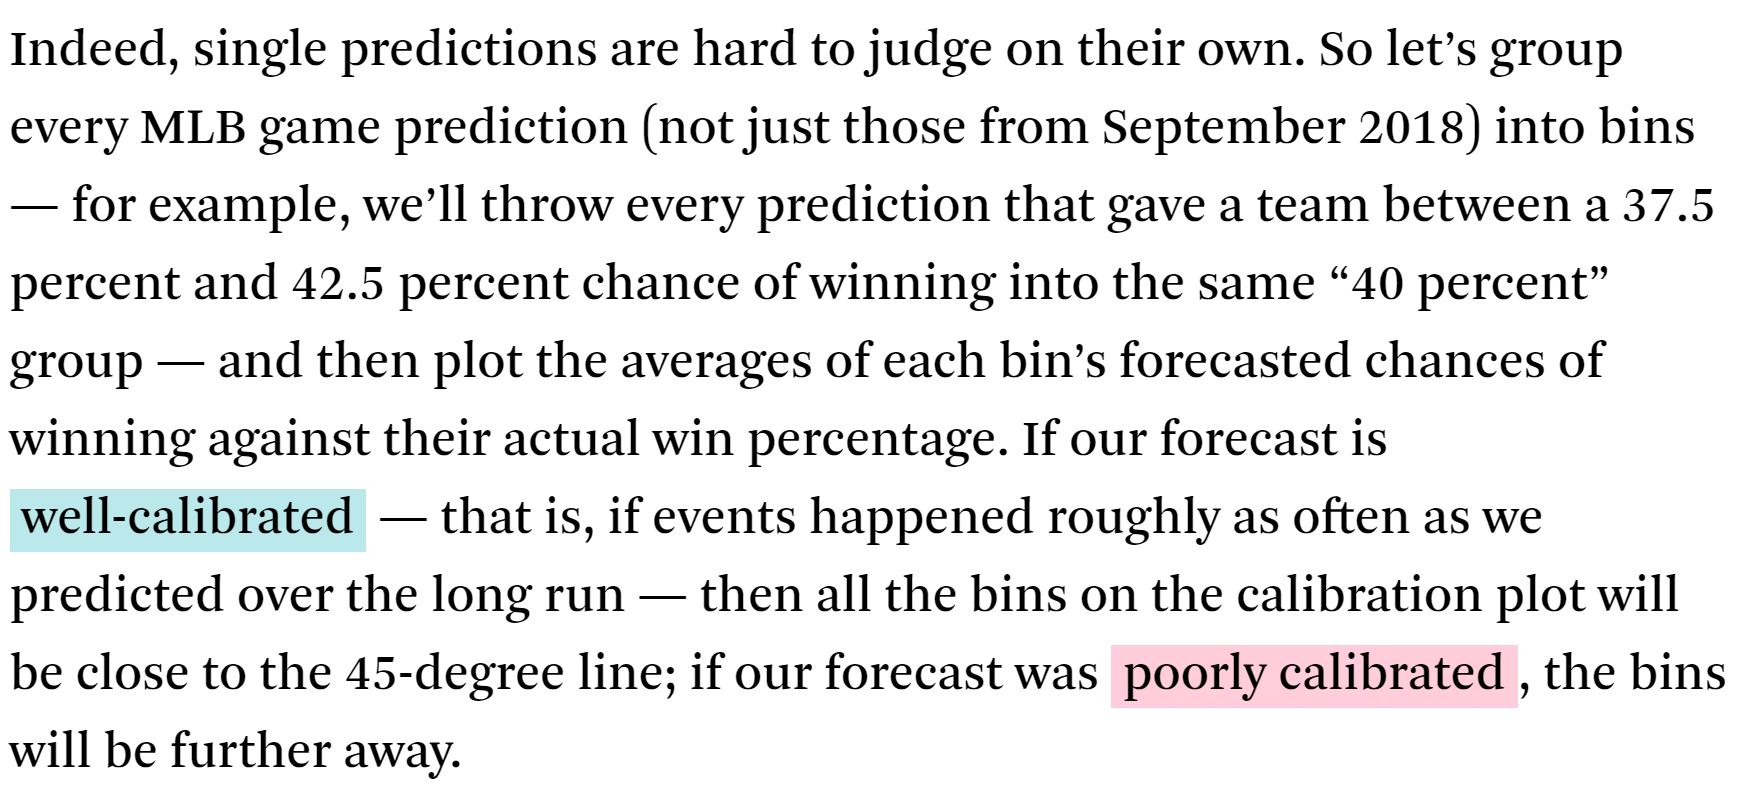 Indeed, single predictions are hard to judge on their own. So let’s group
every MLB game prediction (not just those from September 2018) into bins
— for example, we’ll throw every prediction that gave a team between a 37.5
percent and 42.5 percent chance of winning into the same “40 percent”
group — and then plot the averages of each bin’s forecasted chances of
winning against their actual win percentage. If our forecast is
well-calibrated — that is, if events happened roughly as often as we
predicted over the long run — then all the bins on the calibration plot will
be close to the 45-degree line; if our forecast was poorly calibrated , the bins
will be further away.